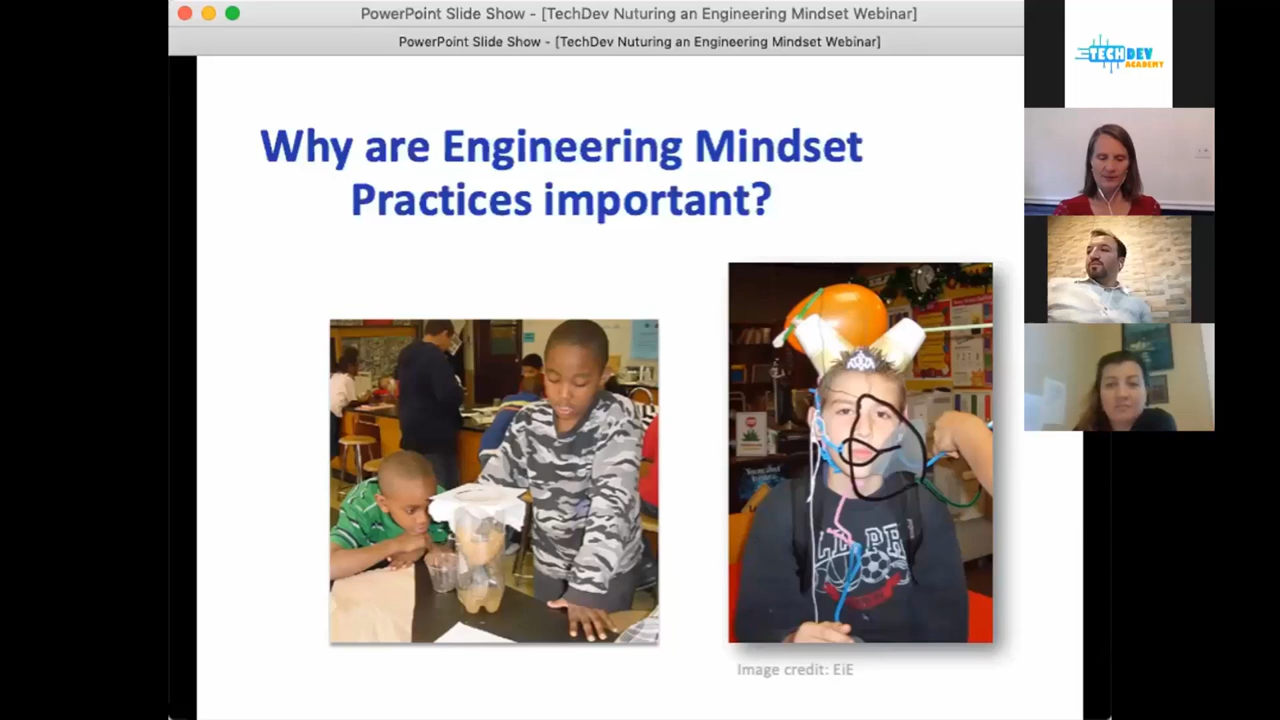 PowerPoint Slide Show - [TechDev Nuturing an Engineering Mindset Webinar]
PowerPoint Slide Show - [TechDev Nuturing an Engineering Mindset Webinar]
TECHDEV
ACADEMY
Why are Engineering Mindset
Practices important?
Image credit: EiE